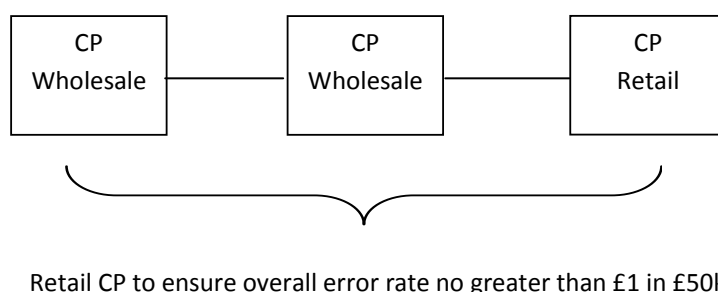 CP
Wholesale
CP
Wholesale
CP
Retail
Retail CP to ensure overall error rate no greater than £1 in